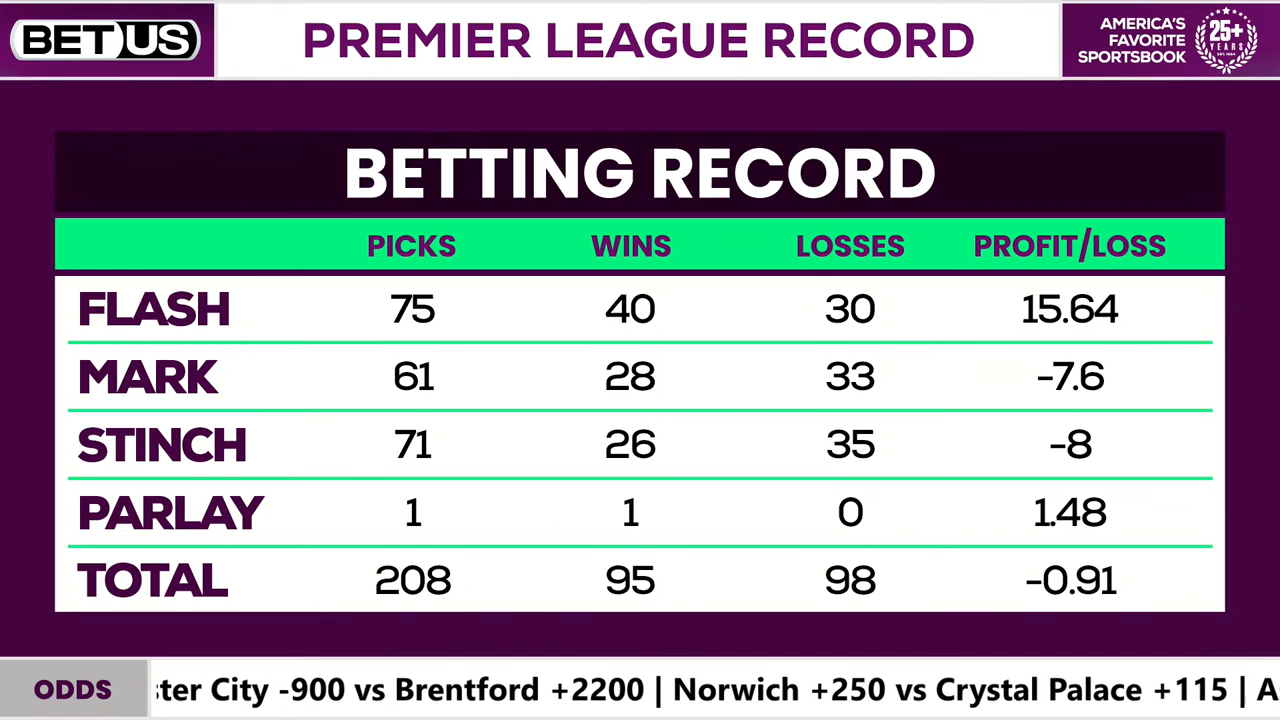 BETUS
PREMIER LEAGUE RECORD
AMERICA'S
FAVORITE
SPORTSBOOK
25+
YEARS
BETTING RECORD
PICKS WINS LOSSES PROFIT/LOSS
FLASH 75 40 30 15.64
MARK 61 28 33 -7.6
STINCH 71 26 35 -8
PARLAY 1 1 0 1.48
TOTAL 208 95 98 -0.91
ODDS ster City -900 vs Brentford +2200 | Norwich +250 vs Crystal Palace +115 | A